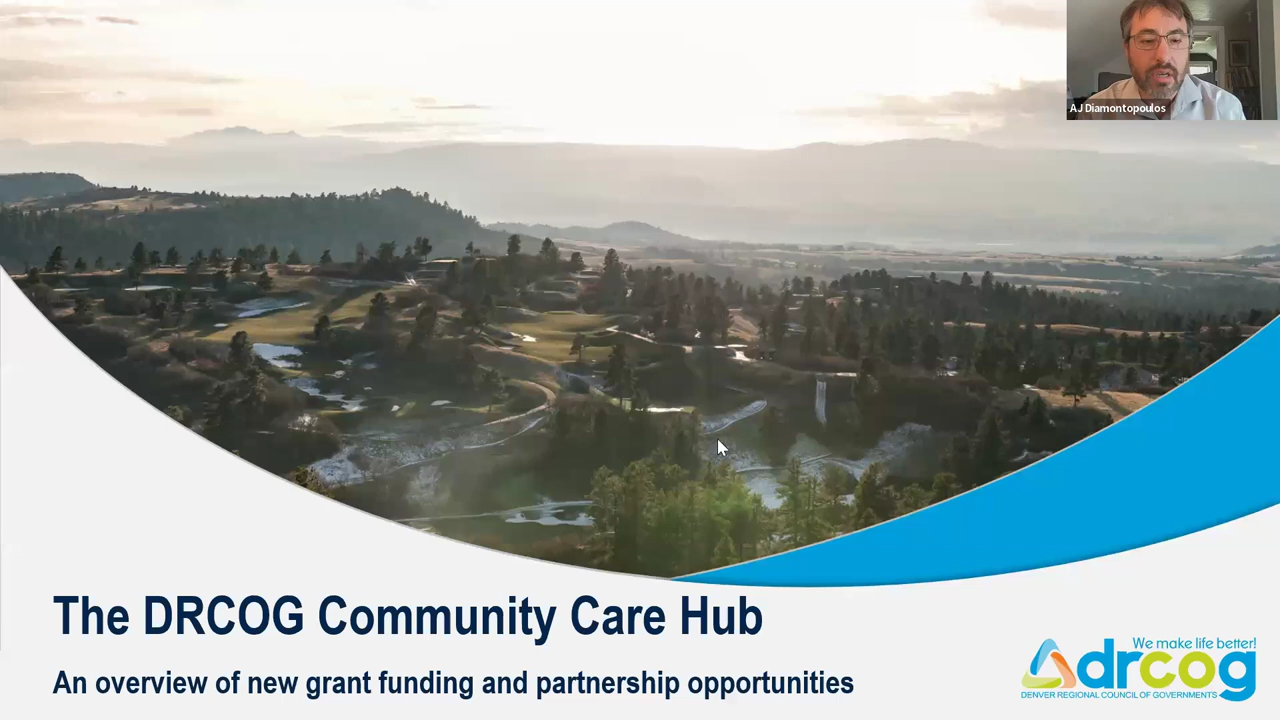 AJ Diamontopoulos
The DRCOG Community Care Hub
An overview of new grant funding and partnership opportunities
We make life better!
drcog
DENVER REGIONAL COUNCIL OF GOVERNMENTS